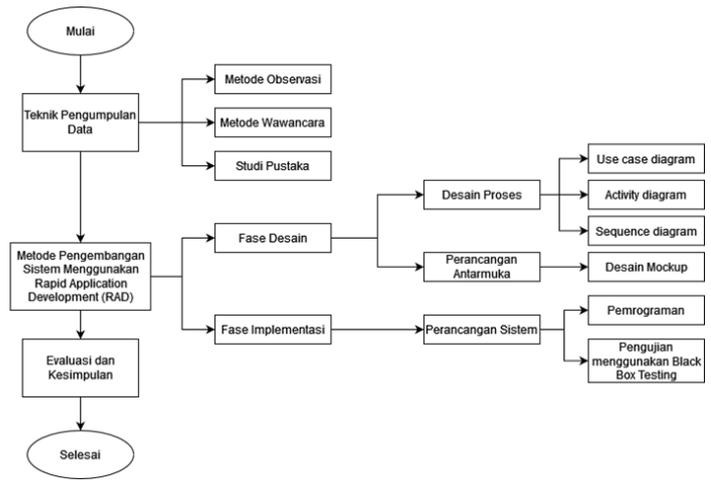 Mulai
Teknik Pengumpulan
Data
Metode Observasi
Metode Wawancara
Studi Pustaka
Metode Pengembangan
Sistem Menggunakan
Rapid Application
Development (RAD)
Fase Desain
Desain Proses
Use case diagram
Activity diagram
Sequence diagram
Perancangan
Antarmuka
Desain Mockup
Fase Implementasi
Perancangan Sistem
Pemrograman
Pengujian
menggunakan Black
Box Testing
Evaluasi dan
Kesimpulan
Selesai